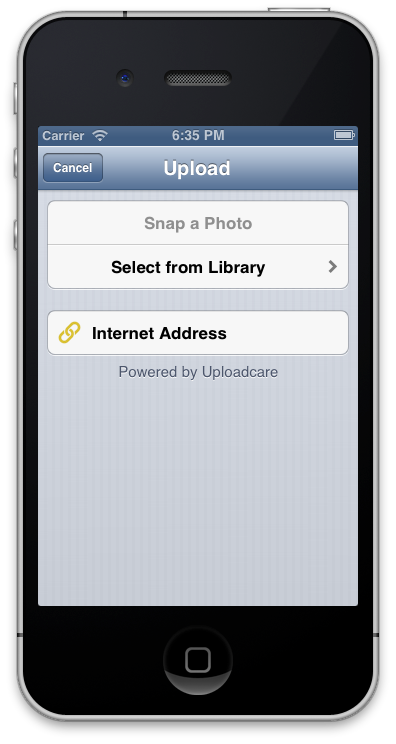 Carrier 6:35 PM
Cancel Upload
Snap a Photo
Select from Library
Internet Address
Powered by Uploadcare